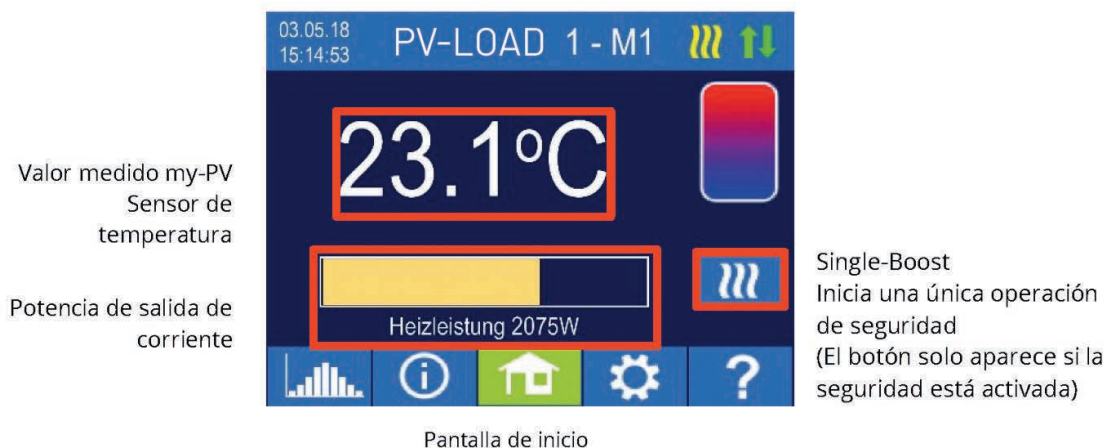 03.05.18
15:14:53
PV-LOAD 1 - M1
23.1°C
Valor medido my-PV
Sensor de
temperatura
Potencia de salida de
corriente
Heizleistung 2075W
Single-Boost
Inicia una única operación
de seguridad
(El botón solo aparece si la
seguridad está activada)
?
Pantalla de inicio